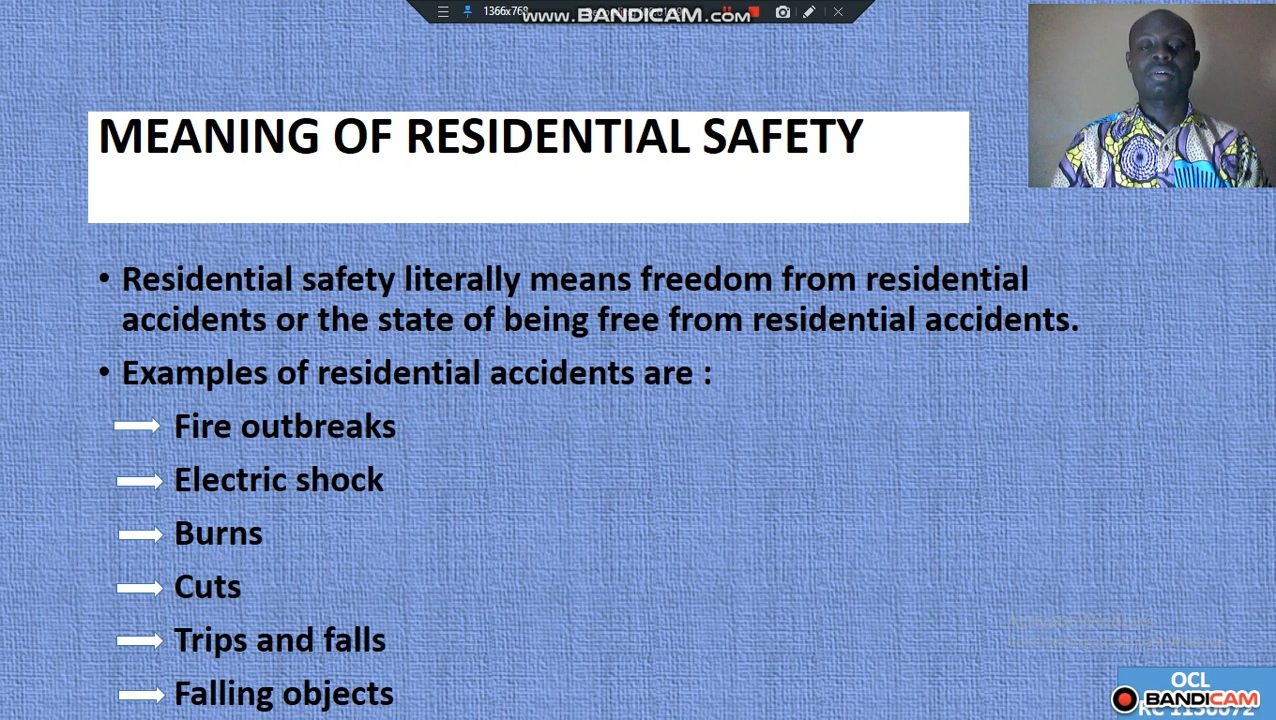 1366x768
www.BANDICAM.com
MEANING OF RESIDENTIAL SAFETY
• Residential safety literally means freedom from residential
accidents or the state of being free from residential accidents.
• Examples of residential accidents are :
Fire outbreaks
Electric shock
Burns
Cuts
Trips and falls
Falling objects
OCL
BANDICAM